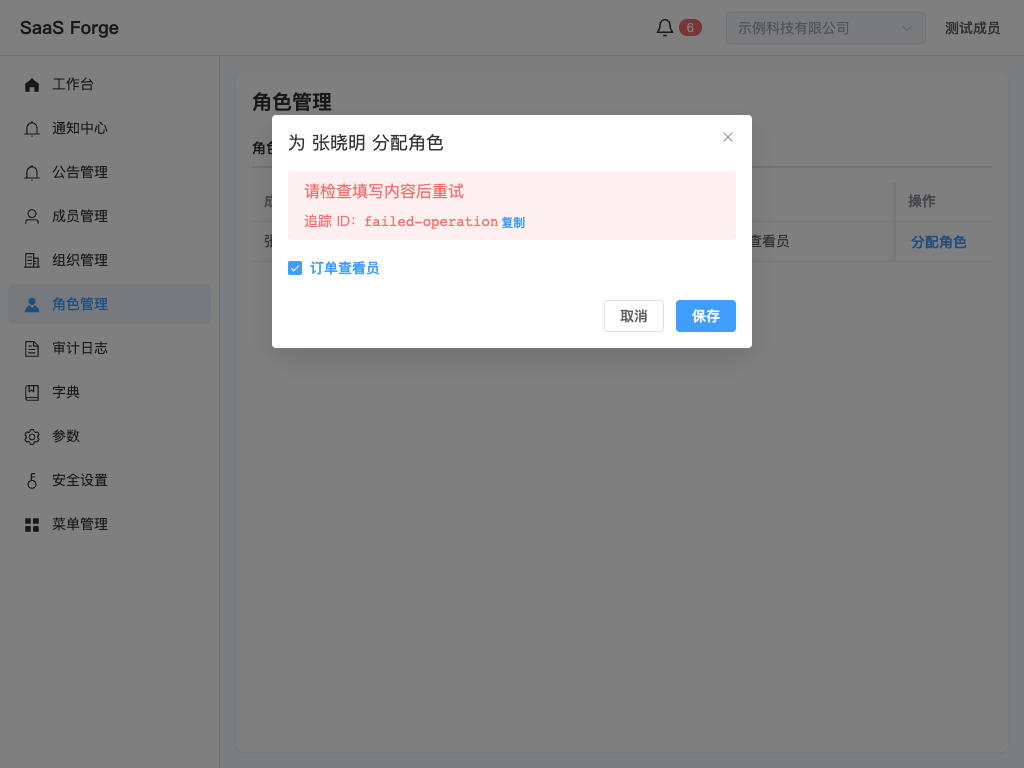 SaaS Forge
6
示例科技有限公司
测试成员
工作台
通知中心
公告管理
成员管理
组织管理
角色管理
审计日志
字典
参数
安全设置
菜单管理
角色管理
为 张晓明 分配角色
请检查填写内容后重试
追踪 ID: failed-operation 复制
订单查看员
取消
保存
操作
查看员
分配角色